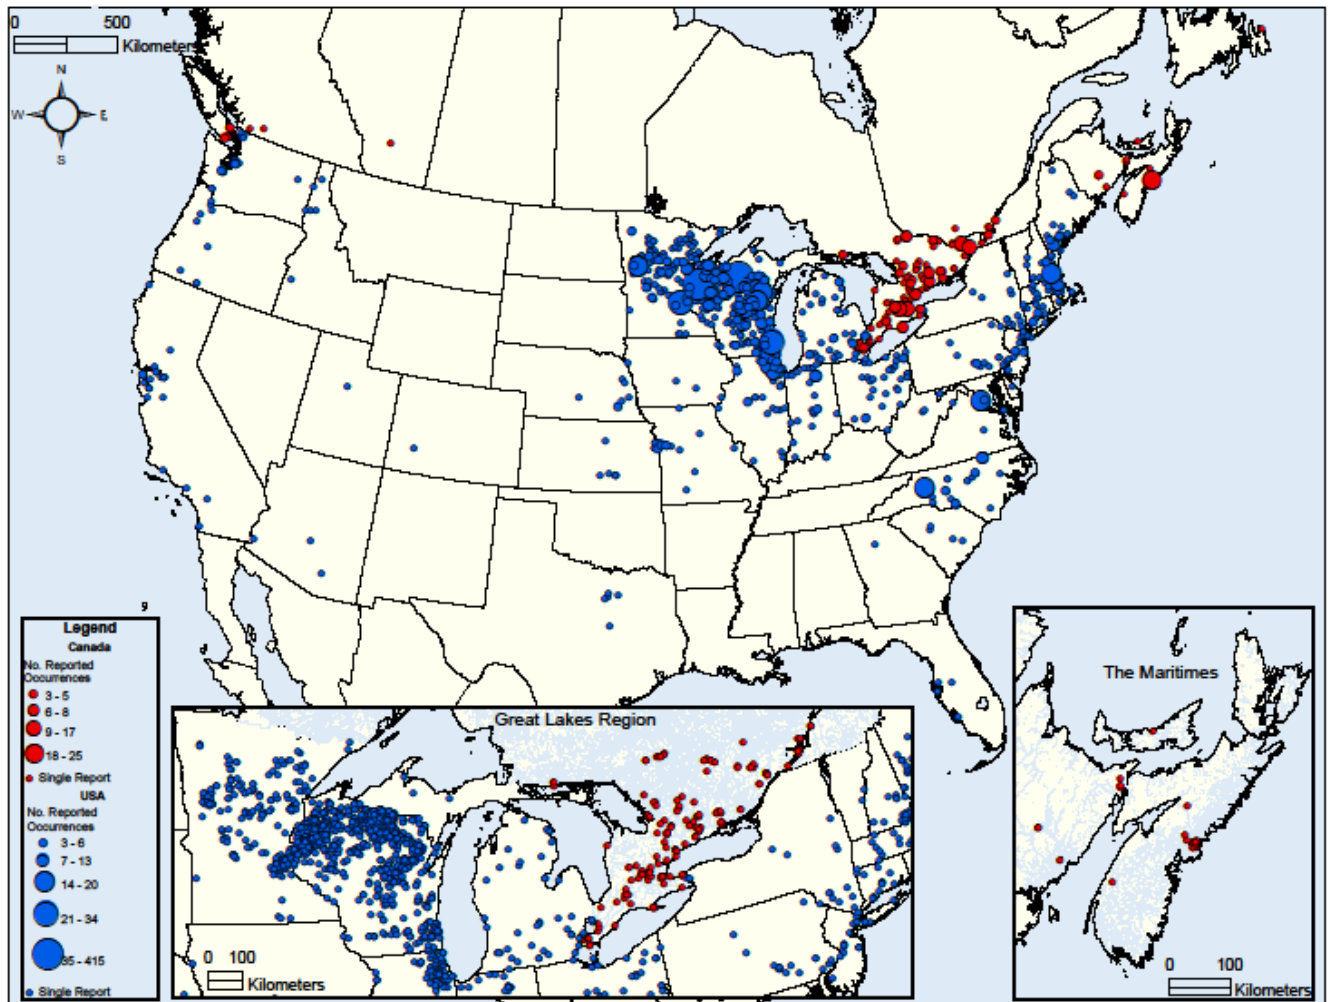 0 500
Kilometers
N
W E
S
Legend
Canada
No. Reported
Occurrences
3 - 5
6 - 8
9 - 17
18 - 25
Single Report
USA
No. Reported
Occurrences
3 - 6
7 - 13
14 - 20
21 - 34
35 - 415
Single Report
Great Lakes Region
0 100
Kilometers
The Maritimes
0 100
Kilometers